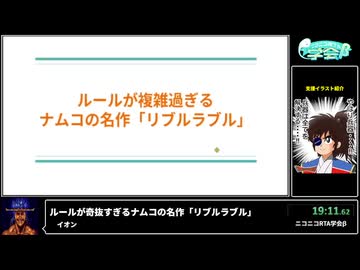 ルールが複雑過ぎる
ナムコの名作「リブルラブル」
学会β
支援イラスト紹介
ルールが奇抜すぎるナムコの名作「リブルラブル」
イオン
19:11.62
ニコニコRTA学会β